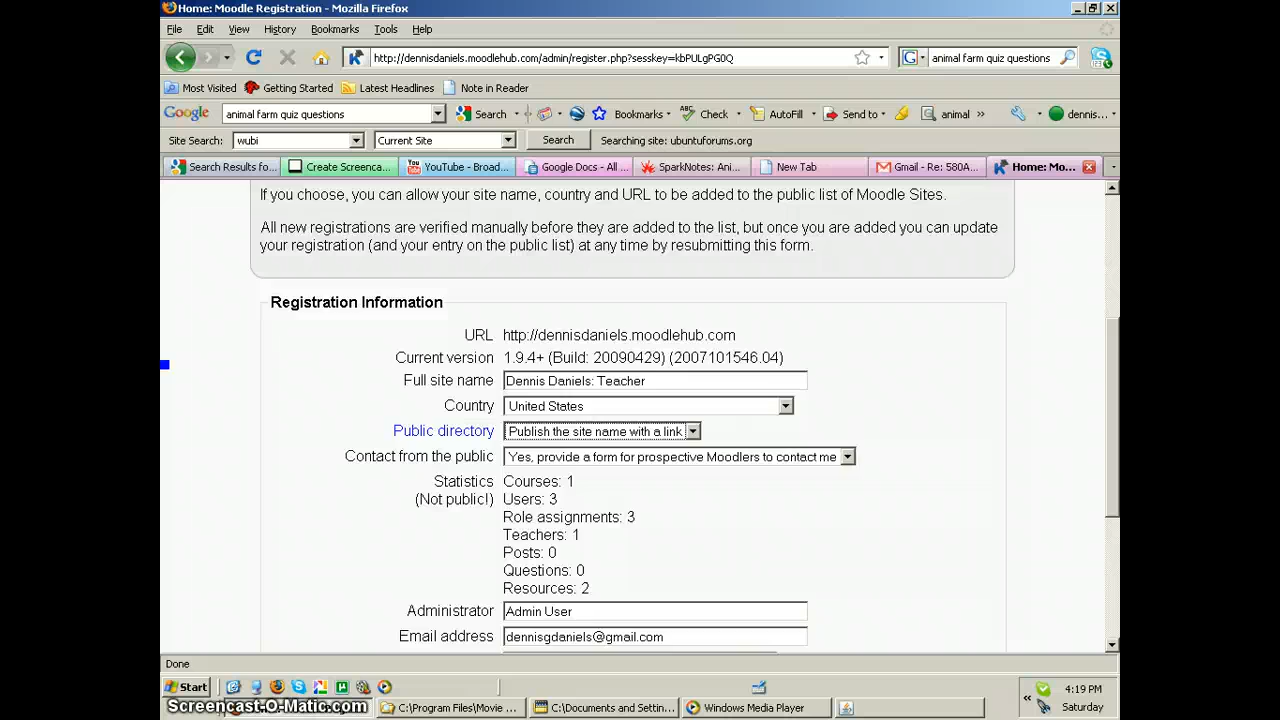 Home: Moodle Registration - Mozilla Firefox
File Edit View History Bookmarks Tools Help
http://dennisdaniels.moodlehub.com/admin/register.php?sesskey=kbPULgPG0Q animal farm quiz questions
Most Visited Getting Started Latest Headlines Note in Reader
Google animal farm quiz questions Search Bookmarks Check AutoFill Send to animal » dennis...
Site Search: wubi Current Site Search Searching site: ubuntuforums.org
Search Results fo... Create Screenca... YouTube - Broad... Google Docs - All ... SparkNotes: Ani... New Tab Gmail - Re: 580A... Home: Mo...
If you choose, you can allow your site name, country and URL to be added to the public list of Moodle Sites.
All new registrations are verified manually before they are added to the list, but once you are added you can update
your registration (and your entry on the public list) at any time by resubmitting this form.
Registration Information
URL http://dennisdaniels.moodlehub.com
Current version 1.9.4+ (Build: 20090429) (2007101546.04)
Full site name Dennis Daniels: Teacher
Country United States
Public directory Publish the site name with a link
Contact from the public Yes, provide a form for prospective Moodlers to contact me
Statistics Courses: 1
(Not public!) Users: 3
Role assignments: 3
Teachers: 1
Posts: 0
Questions: 0
Resources: 2
Administrator Admin User
Email address dennisgdaniels@gmail.com
Done
Start 4:19 PM
Screencast-O-Matic.com C:\Program Files\Movie ... C:\Documents and Settin... Windows Media Player « Saturday